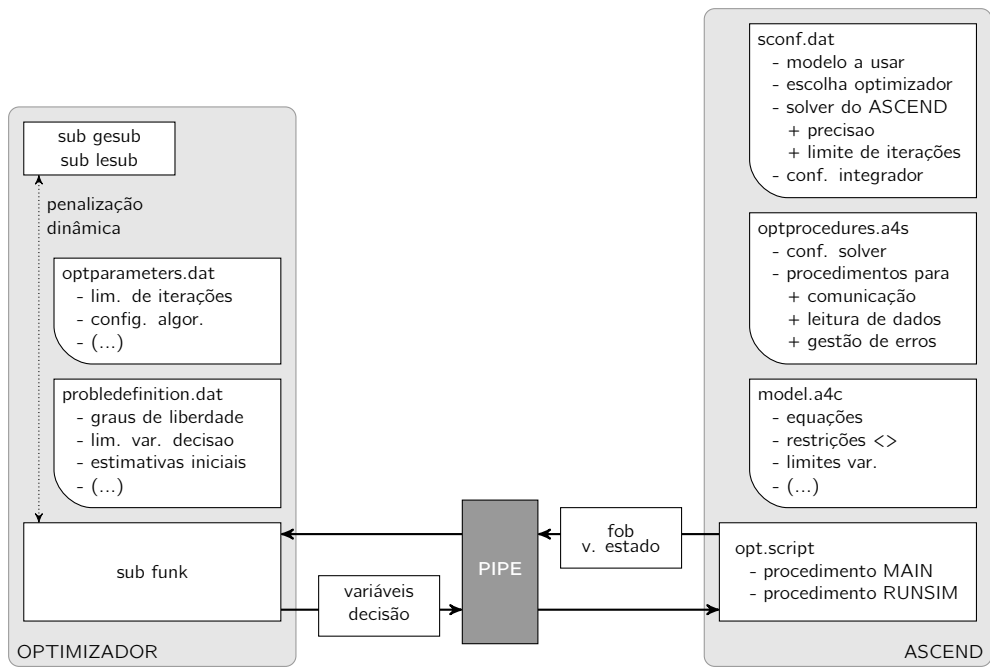 sub gesub
sub lesub
penalização
dinâmica
optparameters.dat
- lim. de iterações
- config. algor.
- (...)
probledefinition.dat
- graus de liberdade
- lim. var. decisao
- estimativas iniciais
- (...)
sub funk
OPTIMIZADOR
variáveis
decisão
PIPE
fob
v. estado
sconf.dat
- modelo a usar
- escolha optimizador
- solver do ASCEND
+ precisao
+ limite de iterações
- conf. integrador
optprocedures.a4s
- conf. solver
- procedimentos para
+ comunicação
+ leitura de dados
+ gestão de erros
model.a4c
- equações
- restrições <>
- limites var.
- (...)
opt.script
- procedimento MAIN
- procedimento RUNSIM
ASCEND